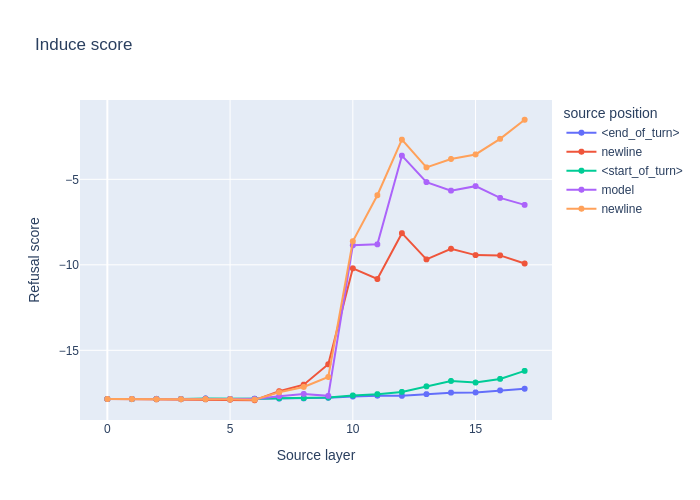 Induce score
source position
<end_of_turn>
newline
<start_of_turn>
model
newline
Refusal score
−5
−10
−15
0
5
10
15
Source layer